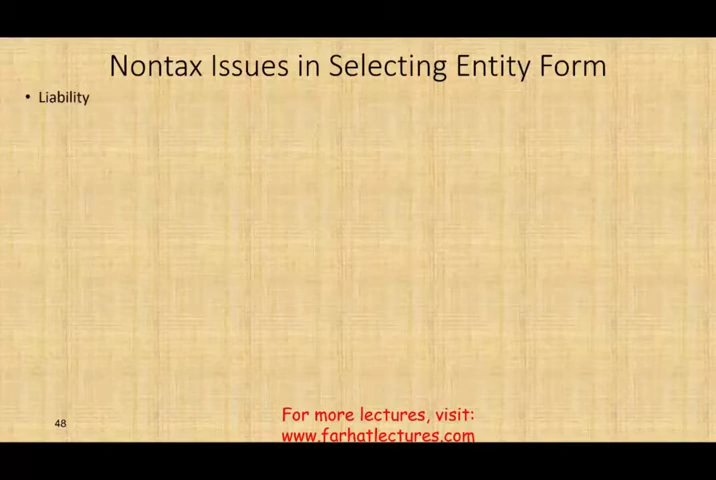 Nontax Issues in Selecting Entity Form
• Liability
48
For more lectures, visit:
www.farhatlectures.com